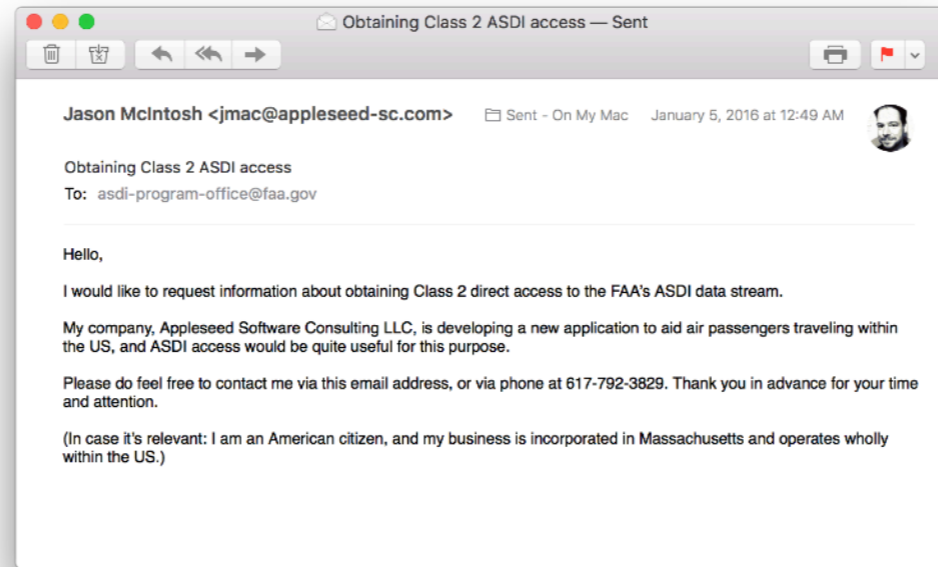 Obtaining Class 2 ASDI access — Sent
Jason McIntosh <jmac@appleseed-sc.com> Sent - On My Mac January 5, 2016 at 12:49 AM
Obtaining Class 2 ASDI access
To: asdi-program-office@faa.gov
Hello,
I would like to request information about obtaining Class 2 direct access to the FAA's ASDI data stream.
My company, Appleseed Software Consulting LLC, is developing a new application to aid air passengers traveling within
the US, and ASDI access would be quite useful for this purpose.
Please do feel free to contact me via this email address, or via phone at 617-792-3829. Thank you in advance for your time
and attention.
(In case it's relevant: I am an American citizen, and my business is incorporated in Massachusetts and operates wholly
within the US.)